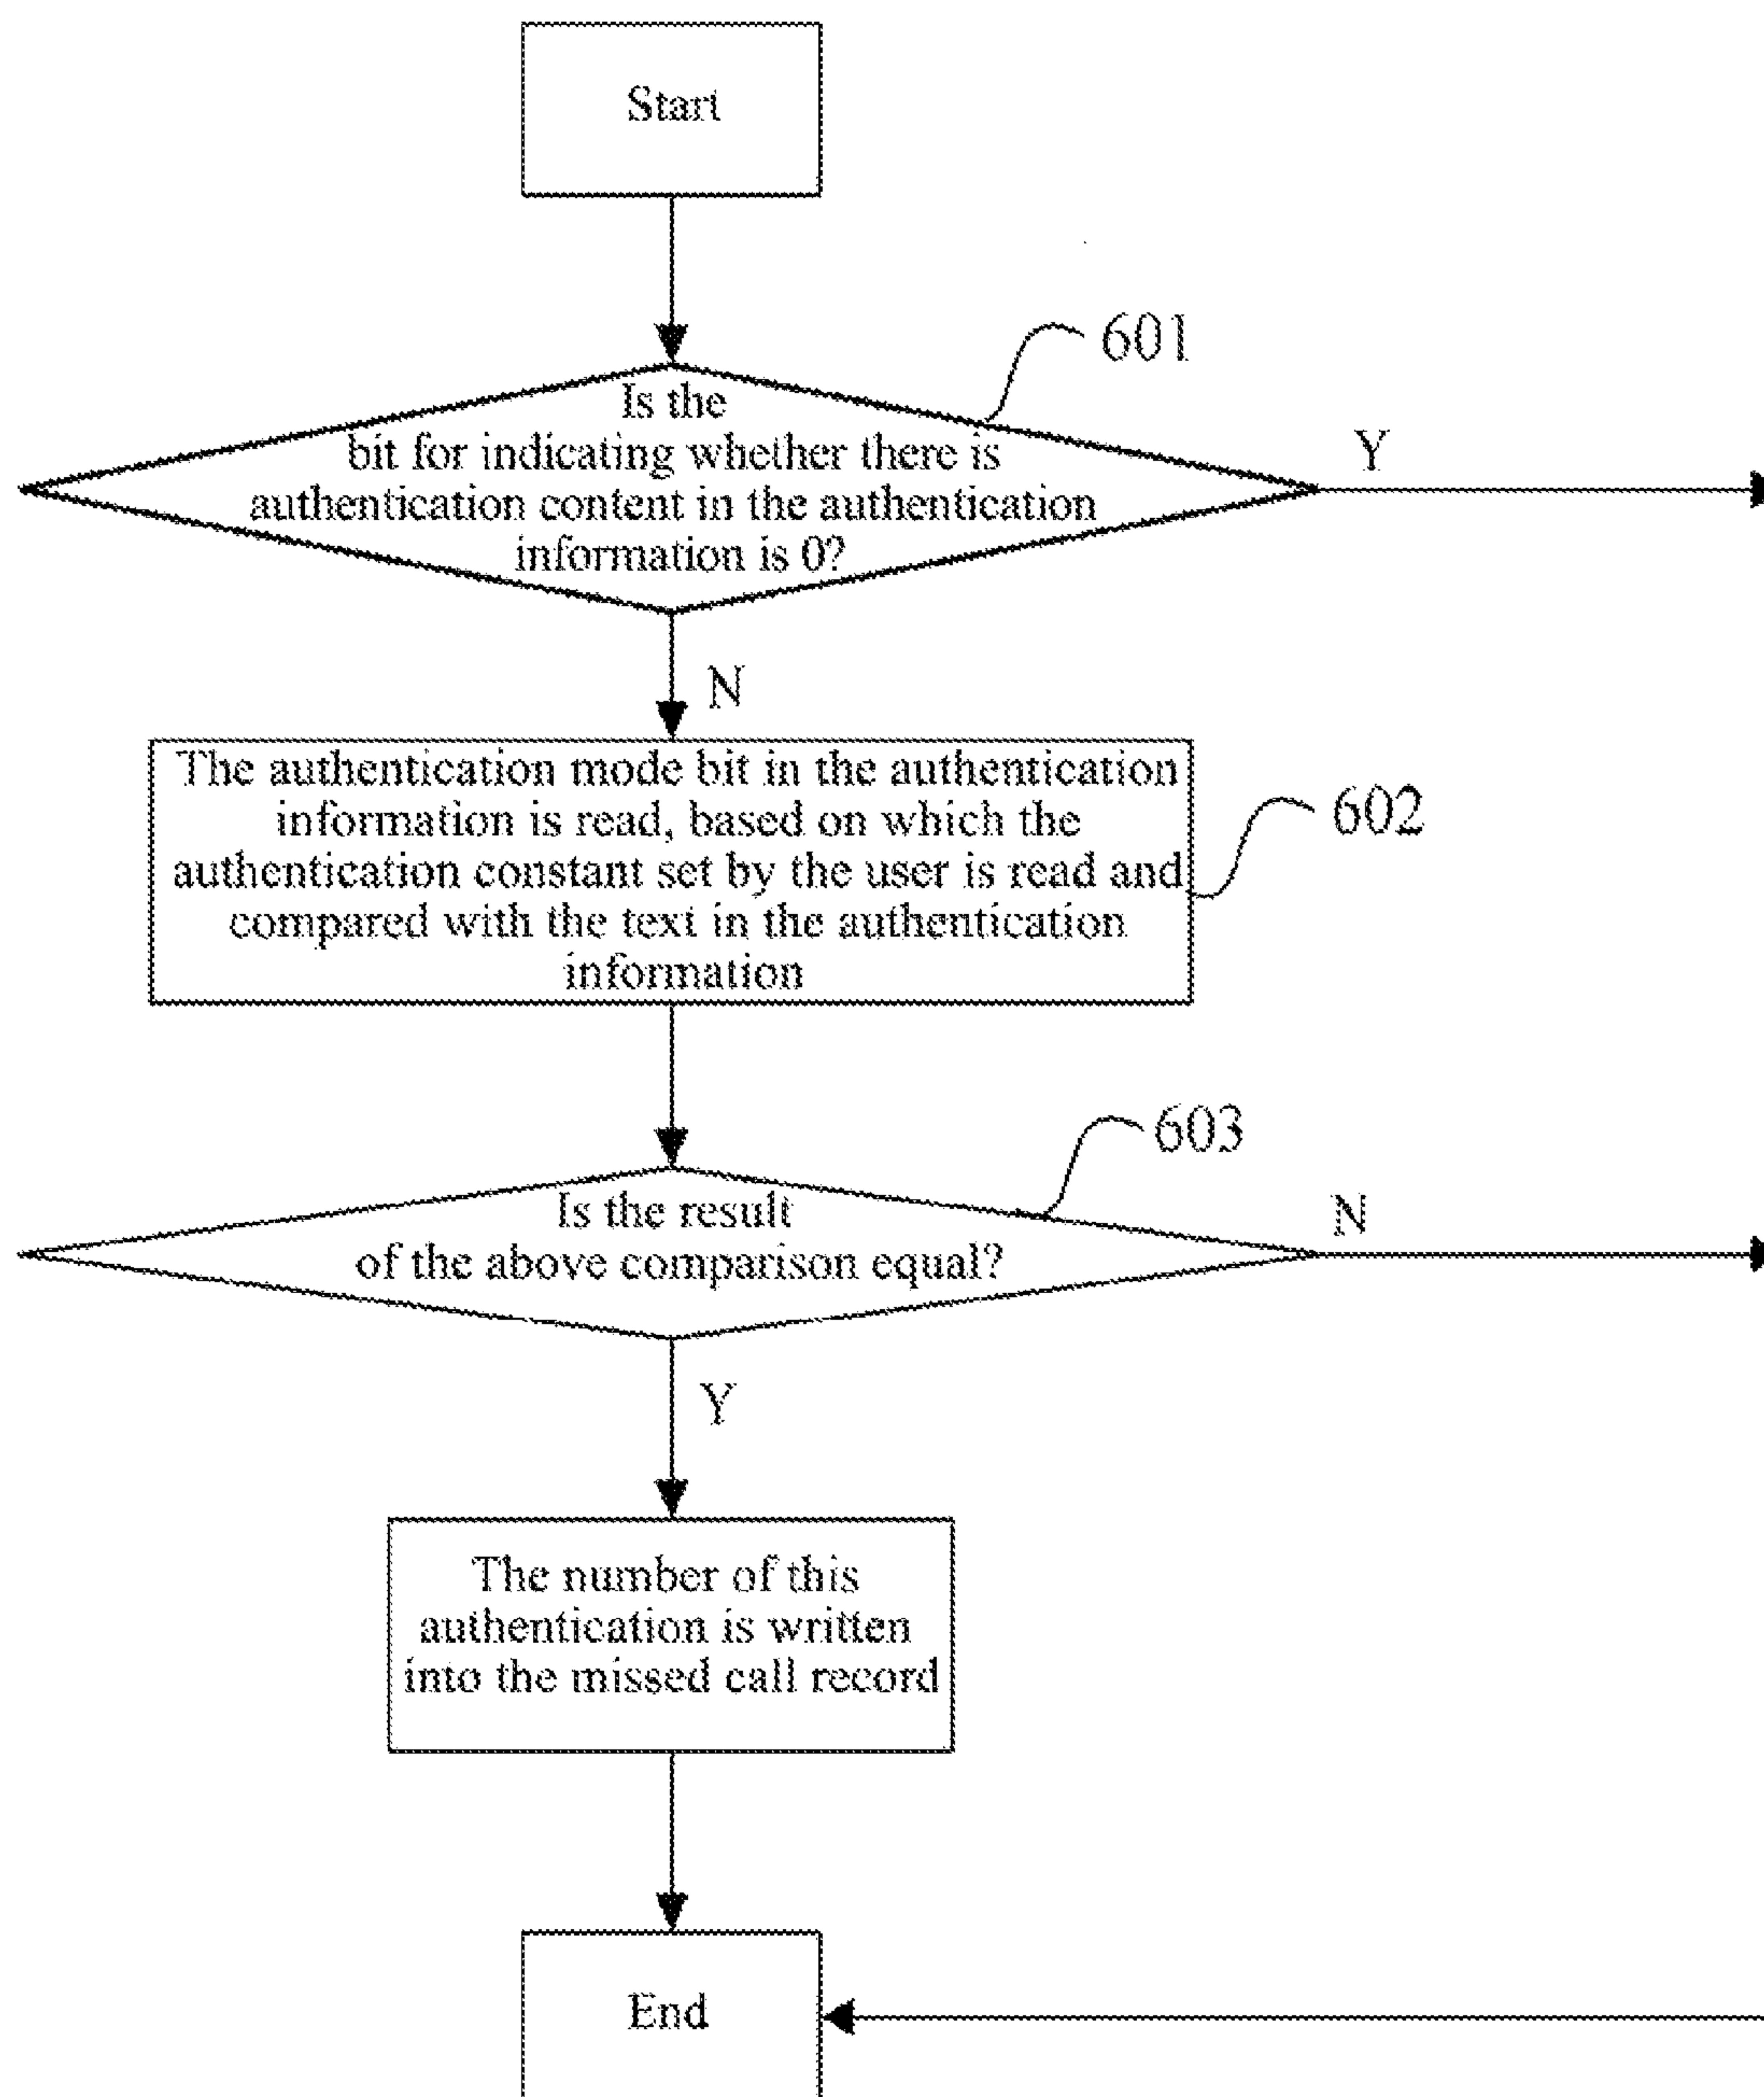 Start
601
Is the
bit for indicating whether there is
authentication content in the authentication
information is 0?
Y
N
The authentication mode bit in the authentication
information is read, based on which the
authentication constant set by the user is read and
compared with the text in the authentication
information
602
603
Is the result
of the above comparison equal?
N
Y
The number of this
authentication is written
into the missed call record
End